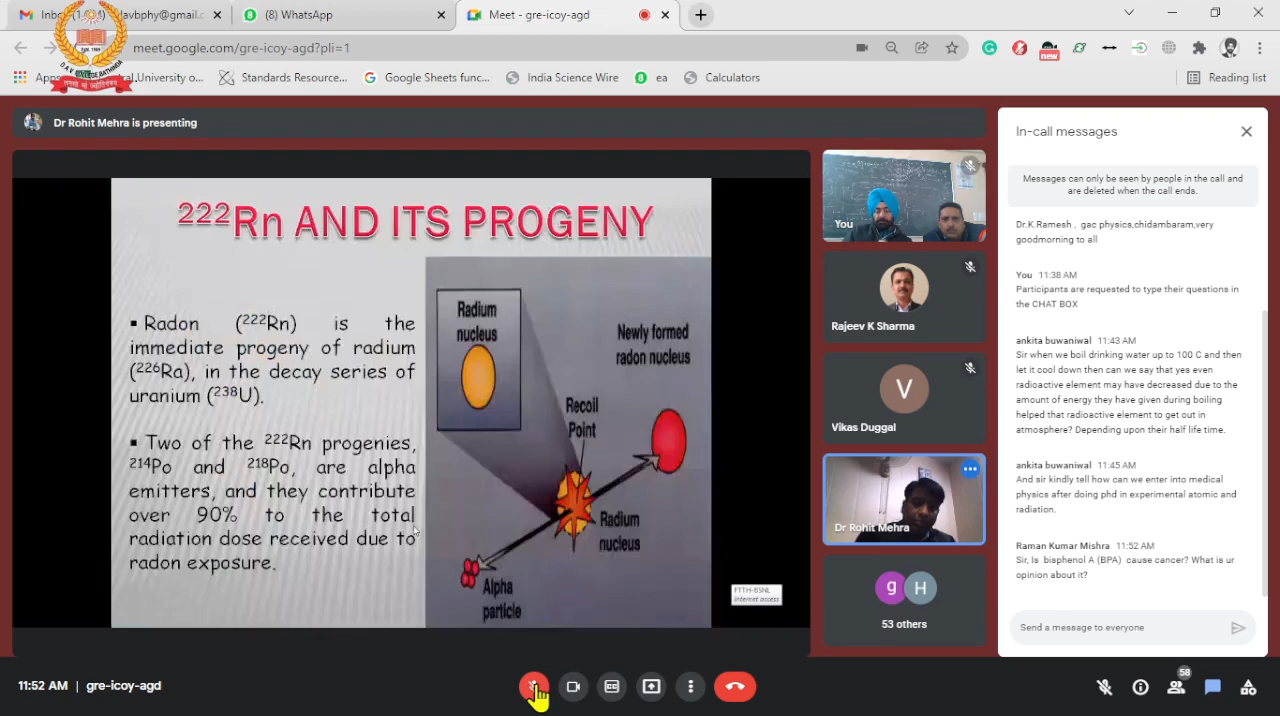 (8) WhatsApp
Meet - gre-icoy-agd
meet.google.com/gre-icoy-agd?pli=1
new
University o...
Standards Resource...
Google Sheets func...
India Science Wire
8
ea
Calculators
Reading list
Dr Rohit Mehra is presenting
²²²Rn AND ITS PROGENY
▪ Radon (²²²Rn) is the
immediate progeny of radium
(²²⁶Ra), in the decay series of
uranium (²³⁸U).
▪ Two of the ²²²Rn progenies,
²¹⁴Po and ²¹⁸Po, are alpha
emitters, and they contribute
over 90% to the total
radiation dose received due to
radon exposure.
Radium
nucleus
Newly formed
radon nucleus
Recoil
Point
Radium
nucleus
Alpha
particle
FTTH-BSNL
Internet access
You
Rajeev K Sharma
V
Vikas Duggal
Dr Rohit Mehra
g H
53 others
In-call messages
Messages can only be seen by people in the call and
are deleted when the call ends.
Dr.K.Ramesh , gac physics,chidambaram,very
goodmorning to all
You 11:38 AM
Participants are requested to type their questions in
the CHAT BOX
ankita buwaniwal 11:43 AM
Sir when we boil drinking water up to 100 C and then
let it cool down then can we say that yes even
radioactive element may have decreased due to the
amount of energy they have given during boiling
helped that radioactive element to get out in
atmosphere? Depending upon their half life time.
ankita buwaniwal 11:45 AM
And sir kindly tell how can we enter into medical
physics after doing phd in experimental atomic and
radiation.
Raman Kumar Mishra 11:52 AM
Sir, Is bisphenol A (BPA) cause cancer? What is ur
opinion about it?
Send a message to everyone
11:52 AM | gre-icoy-agd
58